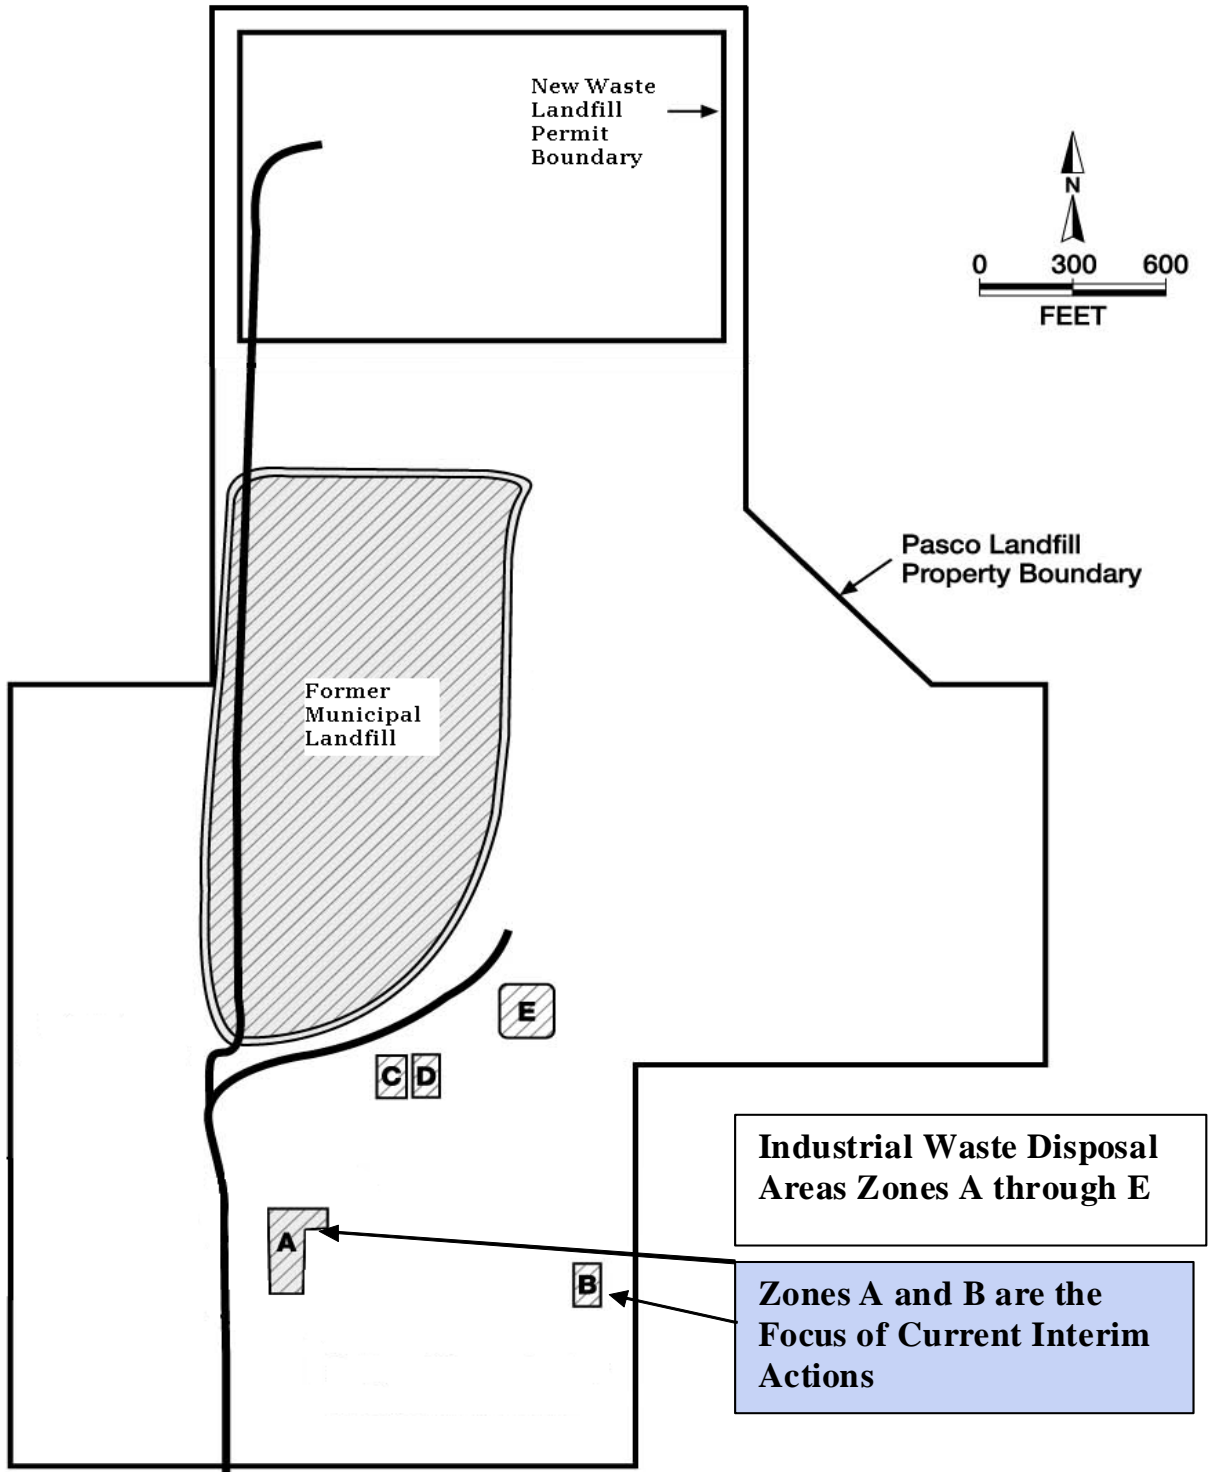 New Waste
Landfill
Permit
Boundary
N
0 300 600
FEET
Pasco Landfill
Property Boundary
Former
Municipal
Landfill
E
C D
Industrial Waste Disposal
Areas Zones A through E
A
B
Zones A and B are the
Focus of Current Interim
Actions